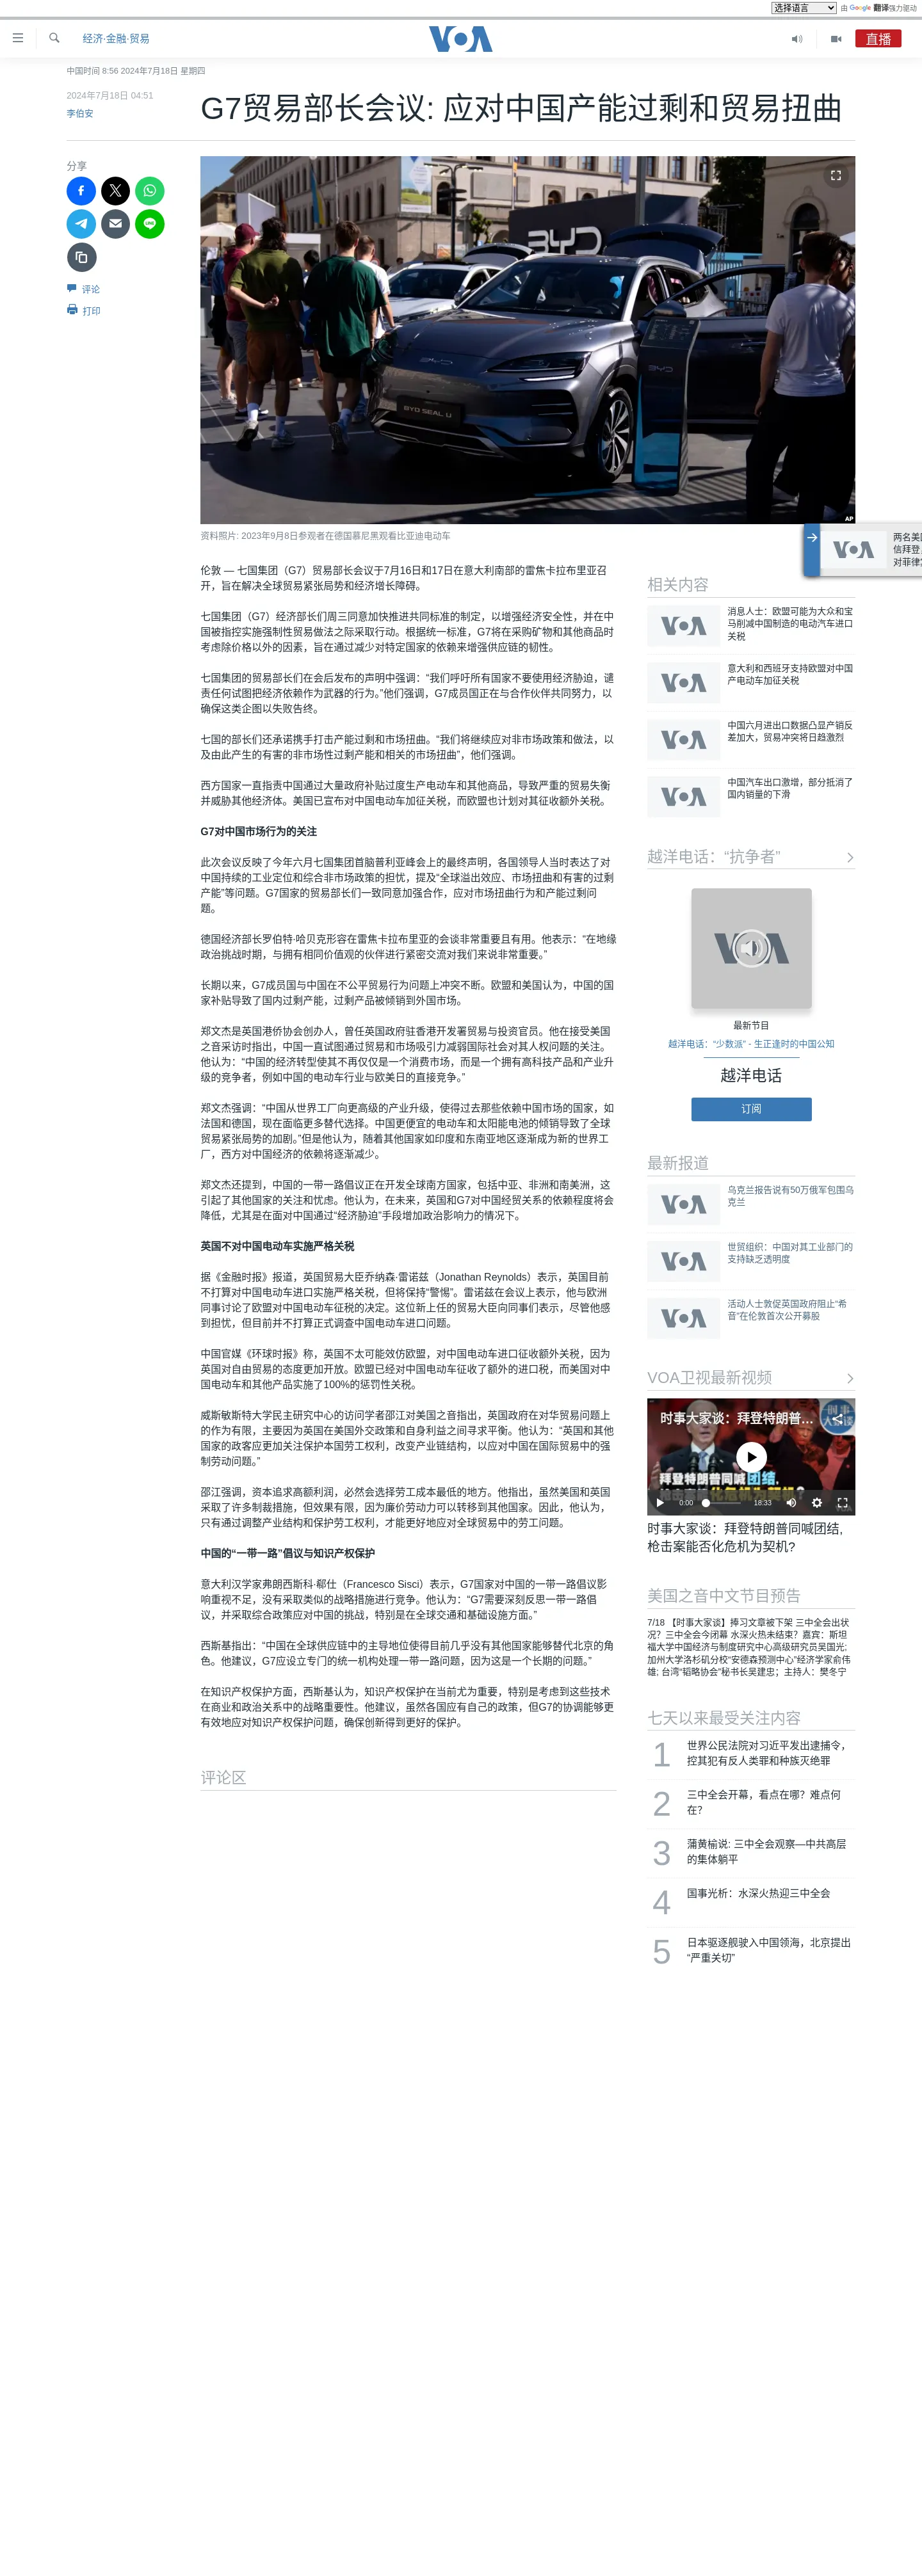 选择语言
由 Google 翻译强力驱动
经济·金融·贸易
VOA
直播
中国时间 8:56 2024年7月18日 星期四
2024年7月18日 04:51
李伯安
G7贸易部长会议: 应对中国产能过剩和贸易扭曲
分享
评论
打印
BYD
BYD SEAL U
AP
资料照片: 2023年9月8日参观者在德国慕尼黑观看比亚迪电动车
伦敦 — 七国集团（G7）贸易部长会议于7月16日和17日在意大利南部的雷焦卡拉布里亚召
开，旨在解决全球贸易紧张局势和经济增长障碍。
七国集团（G7）经济部长们周三同意加快推进共同标准的制定，以增强经济安全性，并在中
国被指控实施强制性贸易做法之际采取行动。根据统一标准，G7将在采购矿物和其他商品时
考虑除价格以外的因素，旨在通过减少对特定国家的依赖来增强供应链的韧性。
七国集团的贸易部长们在会后发布的声明中强调：“我们呼吁所有国家不要使用经济胁迫，谴
责任何试图把经济依赖作为武器的行为。”他们强调，G7成员国正在与合作伙伴共同努力，以
确保这类企图以失败告终。
七国的部长们还承诺携手打击产能过剩和市场扭曲。“我们将继续应对非市场政策和做法，以
及由此产生的有害的非市场性过剩产能和相关的市场扭曲”，他们强调。
西方国家一直指责中国通过大量政府补贴过度生产电动车和其他商品，导致严重的贸易失衡
并威胁其他经济体。美国已宣布对中国电动车加征关税，而欧盟也计划对其征收额外关税。
G7对中国市场行为的关注
此次会议反映了今年六月七国集团首脑普利亚峰会上的最终声明，各国领导人当时表达了对
中国持续的工业定位和综合非市场政策的担忧，提及“全球溢出效应、市场扭曲和有害的过剩
产能”等问题。G7国家的贸易部长们一致同意加强合作，应对市场扭曲行为和产能过剩问
题。
德国经济部长罗伯特·哈贝克形容在雷焦卡拉布里亚的会谈非常重要且有用。他表示：“在地缘
政治挑战时期，与拥有相同价值观的伙伴进行紧密交流对我们来说非常重要。”
长期以来，G7成员国与中国在不公平贸易行为问题上冲突不断。欧盟和美国认为，中国的国
家补贴导致了国内过剩产能，过剩产品被倾销到外国市场。
郑文杰是英国港侨协会创办人，曾任英国政府驻香港开发署贸易与投资官员。他在接受美国
之音采访时指出，中国一直试图通过贸易和市场吸引力减弱国际社会对其人权问题的关注。
他认为：“中国的经济转型使其不再仅仅是一个消费市场，而是一个拥有高科技产品和产业升
级的竞争者，例如中国的电动车行业与欧美日的直接竞争。”
郑文杰强调：“中国从世界工厂向更高级的产业升级，使得过去那些依赖中国市场的国家，如
法国和德国，现在面临更多替代选择。中国更便宜的电动车和太阳能电池的倾销导致了全球
贸易紧张局势的加剧。”但是他认为，随着其他国家如印度和东南亚地区逐渐成为新的世界工
厂，西方对中国经济的依赖将逐渐减少。
郑文杰还提到，中国的一带一路倡议正在开发全球南方国家，包括中亚、非洲和南美洲，这
引起了其他国家的关注和忧虑。他认为，在未来，英国和G7对中国经贸关系的依赖程度将会
降低，尤其是在面对中国通过“经济胁迫”手段增加政治影响力的情况下。
英国不对中国电动车实施严格关税
据《金融时报》报道，英国贸易大臣乔纳森·雷诺兹（Jonathan Reynolds）表示，英国目前
不打算对中国电动车进口实施严格关税，但将保持“警惕”。雷诺兹在会议上表示，他与欧洲
同事讨论了欧盟对中国电动车征税的决定。这位新上任的贸易大臣向同事们表示，尽管他感
到担忧，但目前并不打算正式调查中国电动车进口问题。
中国官媒《环球时报》称，英国不太可能效仿欧盟，对中国电动车进口征收额外关税，因为
英国对自由贸易的态度更加开放。欧盟已经对中国电动车征收了额外的进口税，而美国对中
国电动车和其他产品实施了100%的惩罚性关税。
威斯敏斯特大学民主研究中心的访问学者邵江对美国之音指出，英国政府在对华贸易问题上
的作为有限，主要因为英国在美国外交政策和自身利益之间寻求平衡。他认为：“英国和其他
国家的政客应更加关注保护本国劳工权利，改变产业链结构，以应对中国在国际贸易中的强
制劳动问题。”
邵江强调，资本追求高额利润，必然会选择劳工成本最低的地方。他指出，虽然美国和英国
采取了许多制裁措施，但效果有限，因为廉价劳动力可以转移到其他国家。因此，他认为，
只有通过调整产业结构和保护劳工权利，才能更好地应对全球贸易中的劳工问题。
中国的“一带一路”倡议与知识产权保护
意大利汉学家弗朗西斯科·郗仕（Francesco Sisci）表示，G7国家对中国的一带一路倡议影
响重视不足，没有采取类似的战略措施进行竞争。他认为：“G7需要深刻反思一带一路倡
议，并采取综合政策应对中国的挑战，特别是在全球交通和基础设施方面。”
西斯基指出：“中国在全球供应链中的主导地位使得目前几乎没有其他国家能够替代北京的角
色。他建议，G7应设立专门的统一机构处理一带一路问题，因为这是一个长期的问题。”
在知识产权保护方面，西斯基认为，知识产权保护在当前尤为重要，特别是考虑到这些技术
在商业和政治关系中的战略重要性。他建议，虽然各国应有自己的政策，但G7的协调能够更
有效地应对知识产权保护问题，确保创新得到更好的保护。
评论区
VOA
两名美
信拜登
对菲律
相关内容
VOA
消息人士：欧盟可能为大众和宝
马削减中国制造的电动汽车进口
关税
VOA
意大利和西班牙支持欧盟对中国
产电动车加征关税
VOA
中国六月进出口数据凸显产销反
差加大，贸易冲突将日趋激烈
VOA
中国汽车出口激增，部分抵消了
国内销量的下滑
越洋电话：“抗争者”
VOA
最新节目
越洋电话：“少数派” - 生正逢时的中国公知
越洋电话
订阅
最新报道
VOA
乌克兰报告说有50万俄军包围乌
克兰
VOA
世贸组织：中国对其工业部门的
支持缺乏透明度
VOA
活动人士敦促英国政府阻止“希
音”在伦敦首次公开募股
VOA卫视最新视频
时事大家谈：拜登特朗普…
拜登特朗普同喊团结,
0:00
18:33
时事大家谈：拜登特朗普同喊团结,
枪击案能否化危机为契机?
美国之音中文节目预告
7/18 【时事大家谈】捧习文章被下架 三中全会出状
况？三中全会今闭幕 水深火热未结束？嘉宾：斯坦
福大学中国经济与制度研究中心高级研究员吴国光;
加州大学洛杉矶分校“安德森预测中心”经济学家俞伟
雄; 台湾“韬略协会”秘书长吴建忠；主持人：樊冬宁
七天以来最受关注内容
1
世界公民法院对习近平发出逮捕令，
控其犯有反人类罪和种族灭绝罪
2
三中全会开幕，看点在哪？难点何
在？
3
蒲黄榆说: 三中全会观察—中共高层
的集体躺平
4
国事光析：水深火热迎三中全会
5
日本驱逐舰驶入中国领海，北京提出
“严重关切”